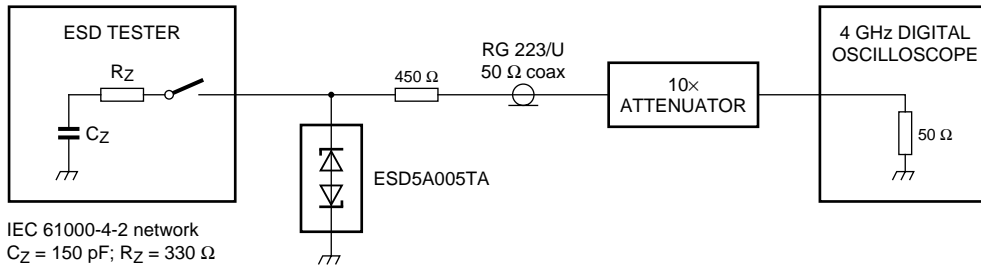 ESD TESTER
RZ
CZ
450 Ω
RG 223/U
50 Ω coax
10×
ATTENUATOR
4 GHz DIGITAL
OSCILLOSCOPE
50 Ω
ESD5A005TA
IEC 61000-4-2 network
CZ = 150 pF; RZ = 330 Ω